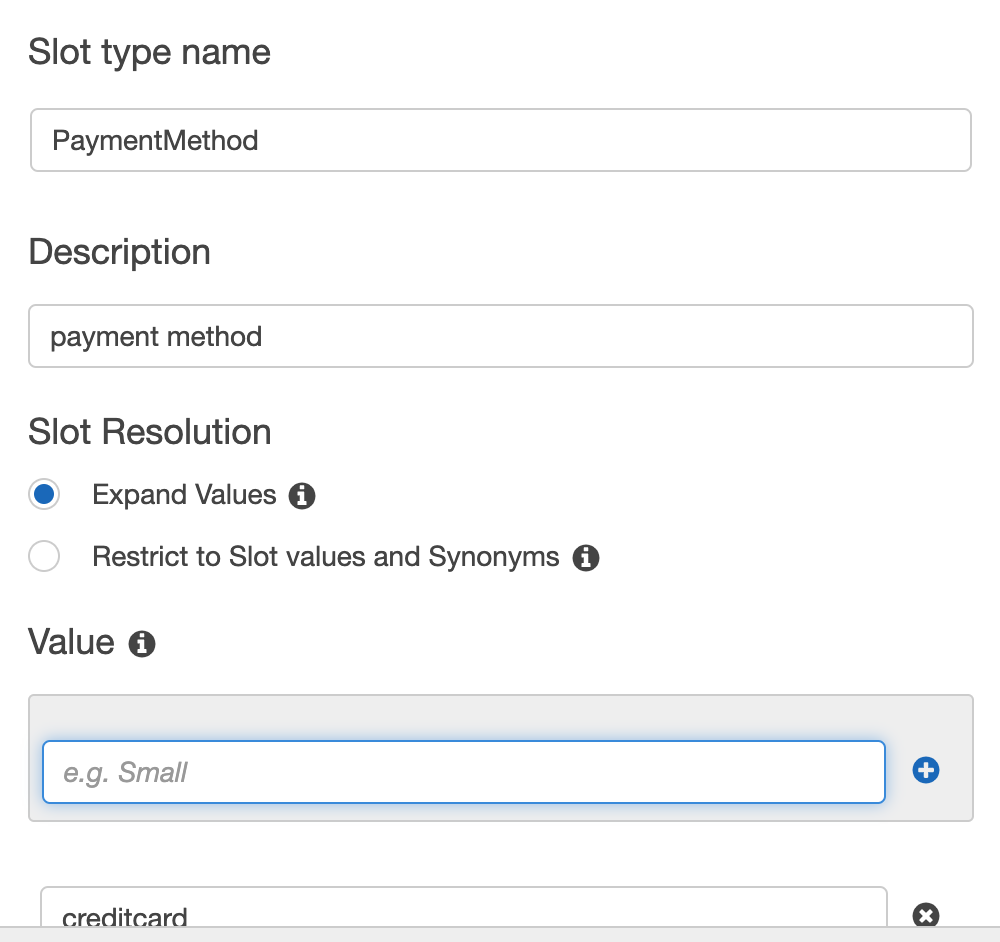 Slot type name
PaymentMethod
Description
payment method
Slot Resolution
Expand Values
Restrict to Slot values and Synonyms
Value
e.g. Small
creditcard